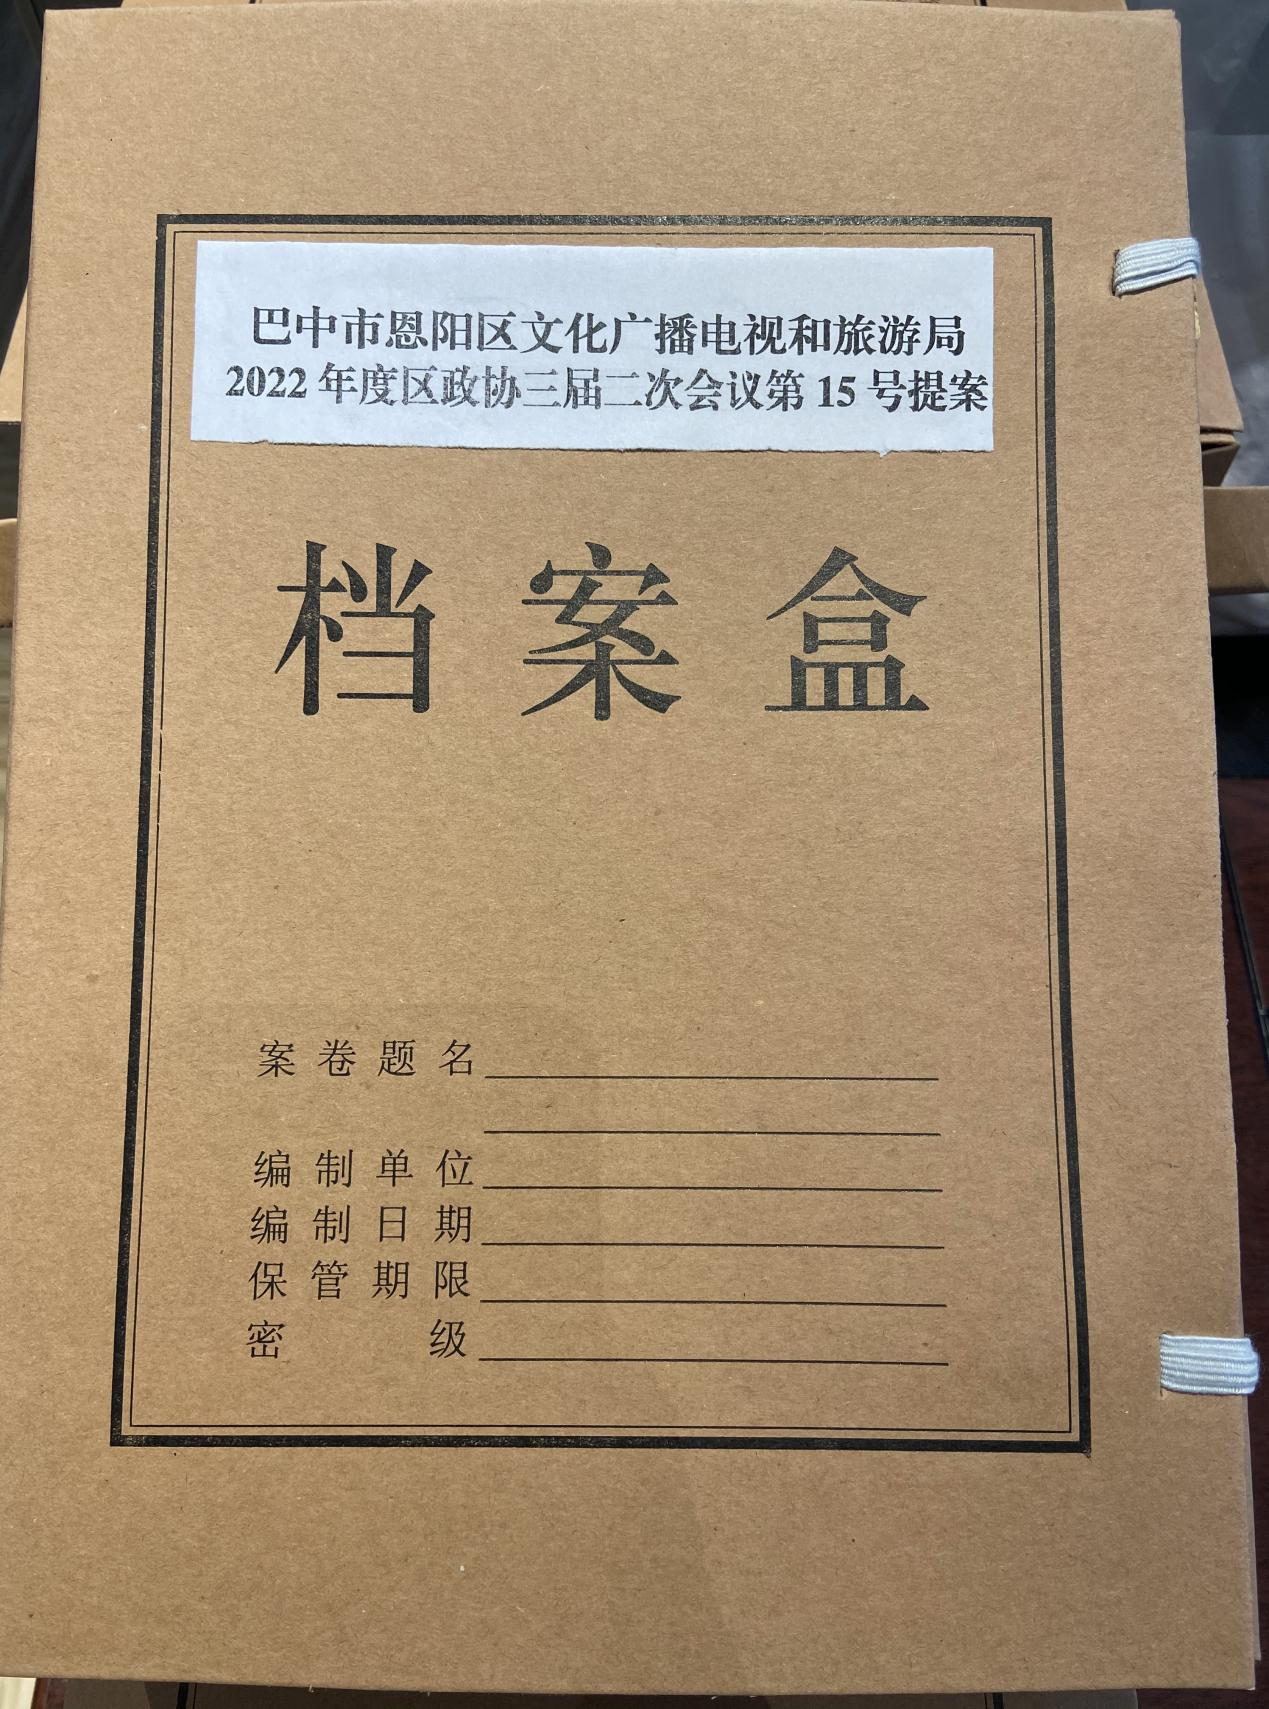 巴中市恩阳区文化广播电视和旅游局
2022年度区政协三届二次会议第15号提案
档案盒
案卷题名
编制单位
编制日期
保管期限
密级